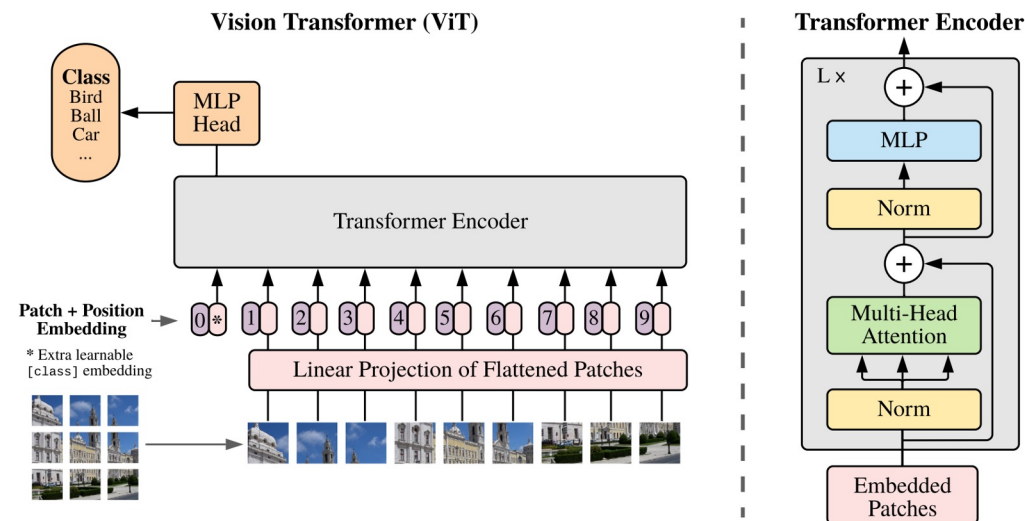 Vision Transformer (ViT)
Class
Bird
Ball
Car
...
MLP
Head
Transformer Encoder
Patch + Position
Embedding
0 * 1 2 3 4 5 6 7 8 9
* Extra learnable
[class] embedding
Linear Projection of Flattened Patches
Transformer Encoder
L x
+
MLP
Norm
+
Multi-Head
Attention
Norm
Embedded
Patches